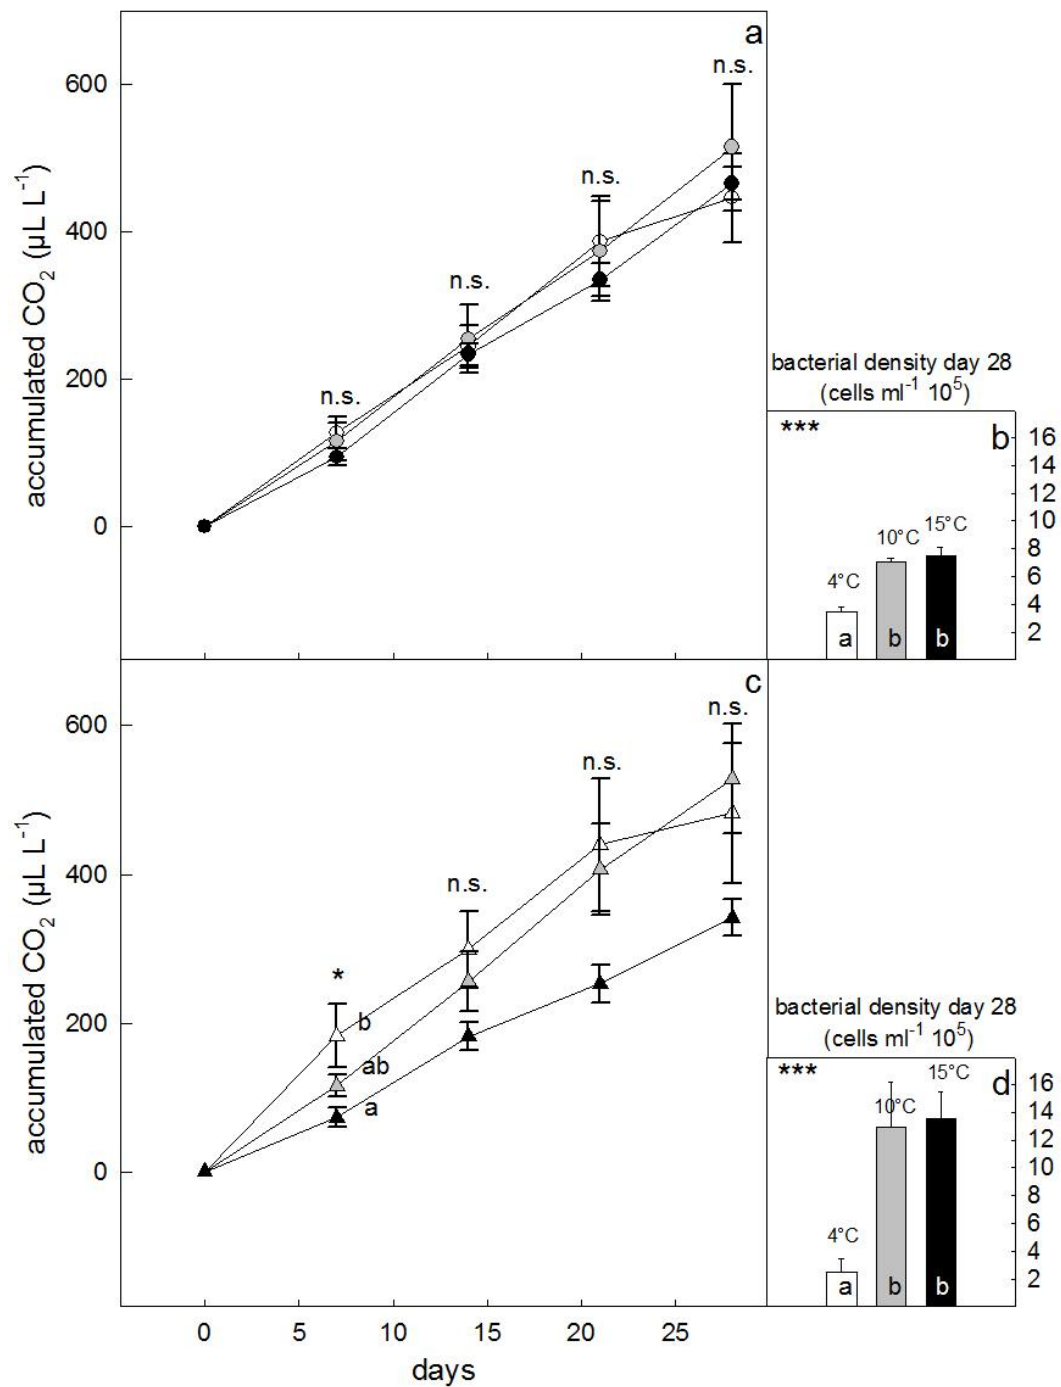 a
n.s.
600
n.s.
accumulated CO₂ (µL L⁻¹)
400
n.s.
200
n.s.
0
bacterial density day 28
(cells ml⁻¹ 10⁵)
***
b
16
14
12
10
8
6
4
2
4°C
10°C
15°C
a
b
b
c
n.s.
600
n.s.
accumulated CO₂ (µL L⁻¹)
400
n.s.
*
200
b
ab
a
0
bacterial density day 28
(cells ml⁻¹ 10⁵)
***
d
16
14
12
10
8
6
4
2
4°C
10°C
15°C
a
b
b
0 5 10 15 20 25
days